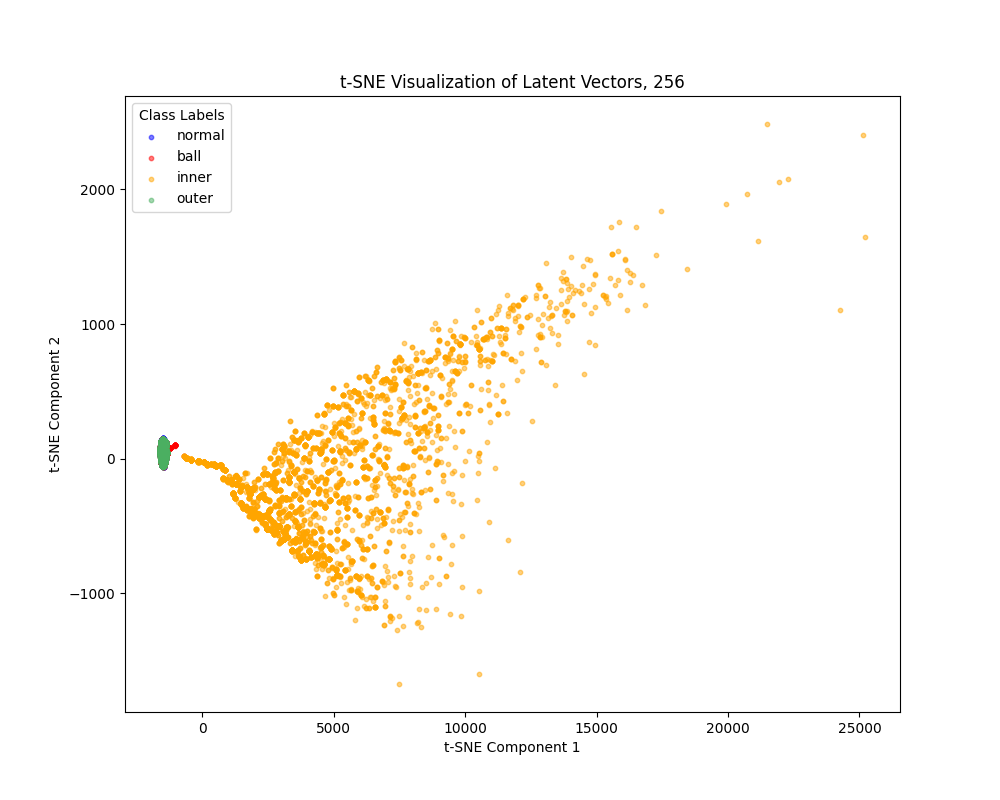 t-SNE Visualization of Latent Vectors, 256
Class Labels
normal
ball
inner
outer
2000
1000
0
−1000
t-SNE Component 2
0
5000
10000
15000
20000
25000
t-SNE Component 1